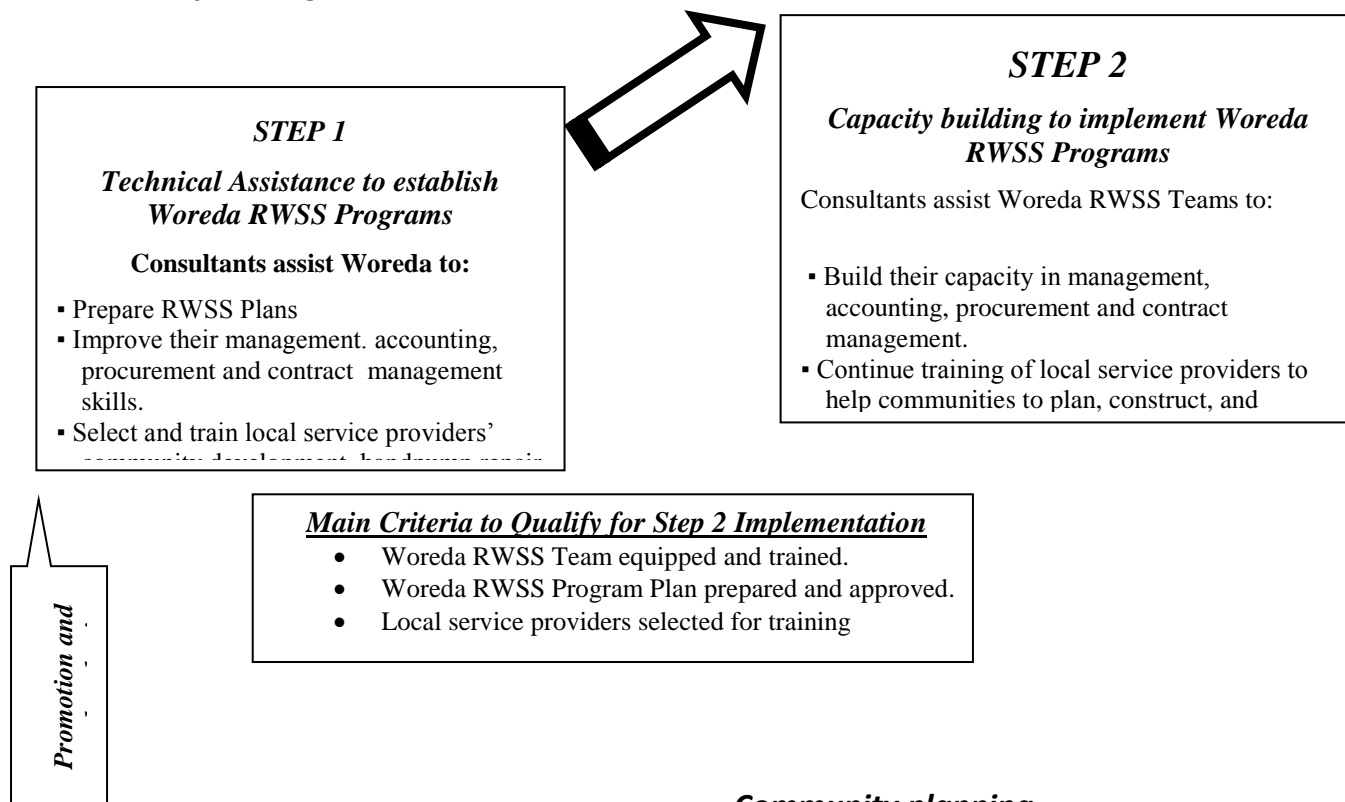 STEP 1
Technical Assistance to establish
Woreda RWSS Programs
Consultants assist Woreda to:
▪ Prepare RWSS Plans
▪ Improve their management. accounting,
procurement and contract management
skills.
▪ Select and train local service providers'
STEP 2
Capacity building to implement Woreda
RWSS Programs
Consultants assist Woreda RWSS Teams to:
▪ Build their capacity in management,
accounting, procurement and contract
management.
▪ Continue training of local service providers to
help communities to plan, construct, and
Main Criteria to Qualify for Step 2 Implementation
• Woreda RWSS Team equipped and trained.
• Woreda RWSS Program Plan prepared and approved.
• Local service providers selected for training
Promotion and
Community planning